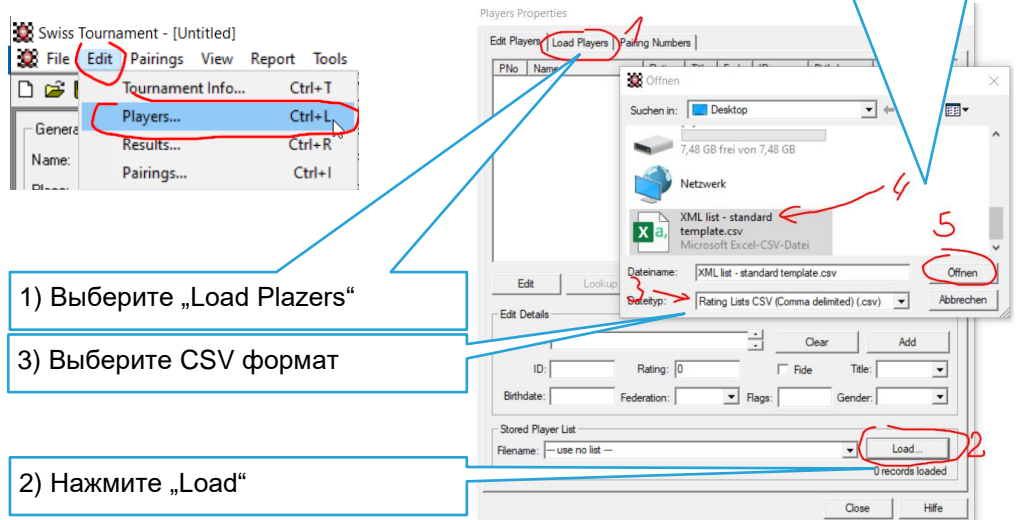 Swiss Tournament - [Untitled]
File Edit Pairings View Report Tools
Tournament Info... Ctrl+T
Players... Ctrl+L
Results... Ctrl+R
Pairings... Ctrl+I
Genera
Name:
Players Properties
1
Edit Players Load Players Pairing Numbers
PNo Name
Öffnen
Suchen in: Desktop
7,48 GB frei von 7,48 GB
Netzwerk
4
XML list - standard
template.csv
Microsoft Excel-CSV-Datei
5
Dateiname: XML list - standard template.csv Öffnen
3
Dateityp: Rating Lists CSV (Comma delimited) (.csv) Abbrechen
Edit Lookup
Edit Details
Clear Add
ID: Rating: 0 Fide Title:
Birthdate: Federation: Flags: Gender:
Stored Player List
Filename: --- use no list --- Load... 2
0 records loaded
Close Hilfe
1) Выберите „Load Plazers“
3) Выберите CSV формат
2) Нажмите „Load“